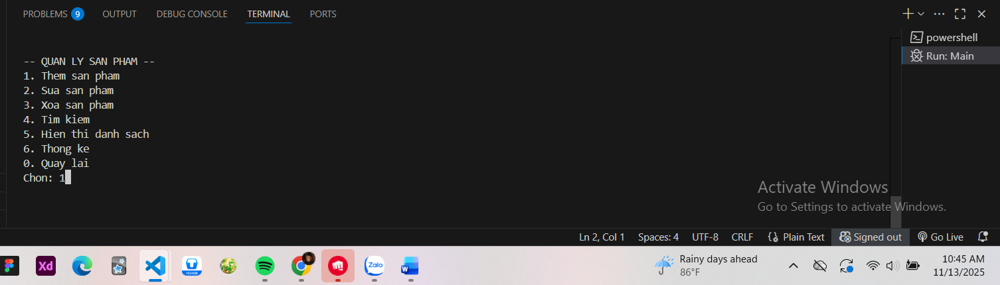 PROBLEMS 9 OUTPUT DEBUG CONSOLE TERMINAL PORTS
powershell
Run: Main
-- QUAN LY SAN PHAM --
1. Them san pham
2. Sua san pham
3. Xoa san pham
4. Tim kiem
5. Hien thi danh sach
6. Thong ke
0. Quay lai
Chon: 1
Activate Windows
Go to Settings to activate Windows.
Ln 2, Col 1 Spaces: 4 UTF-8 CRLF {} Plain Text Signed out Go Live
Xd
1024GB
Zalo
W
Rainy days ahead
86°F
10:45 AM
11/13/2025